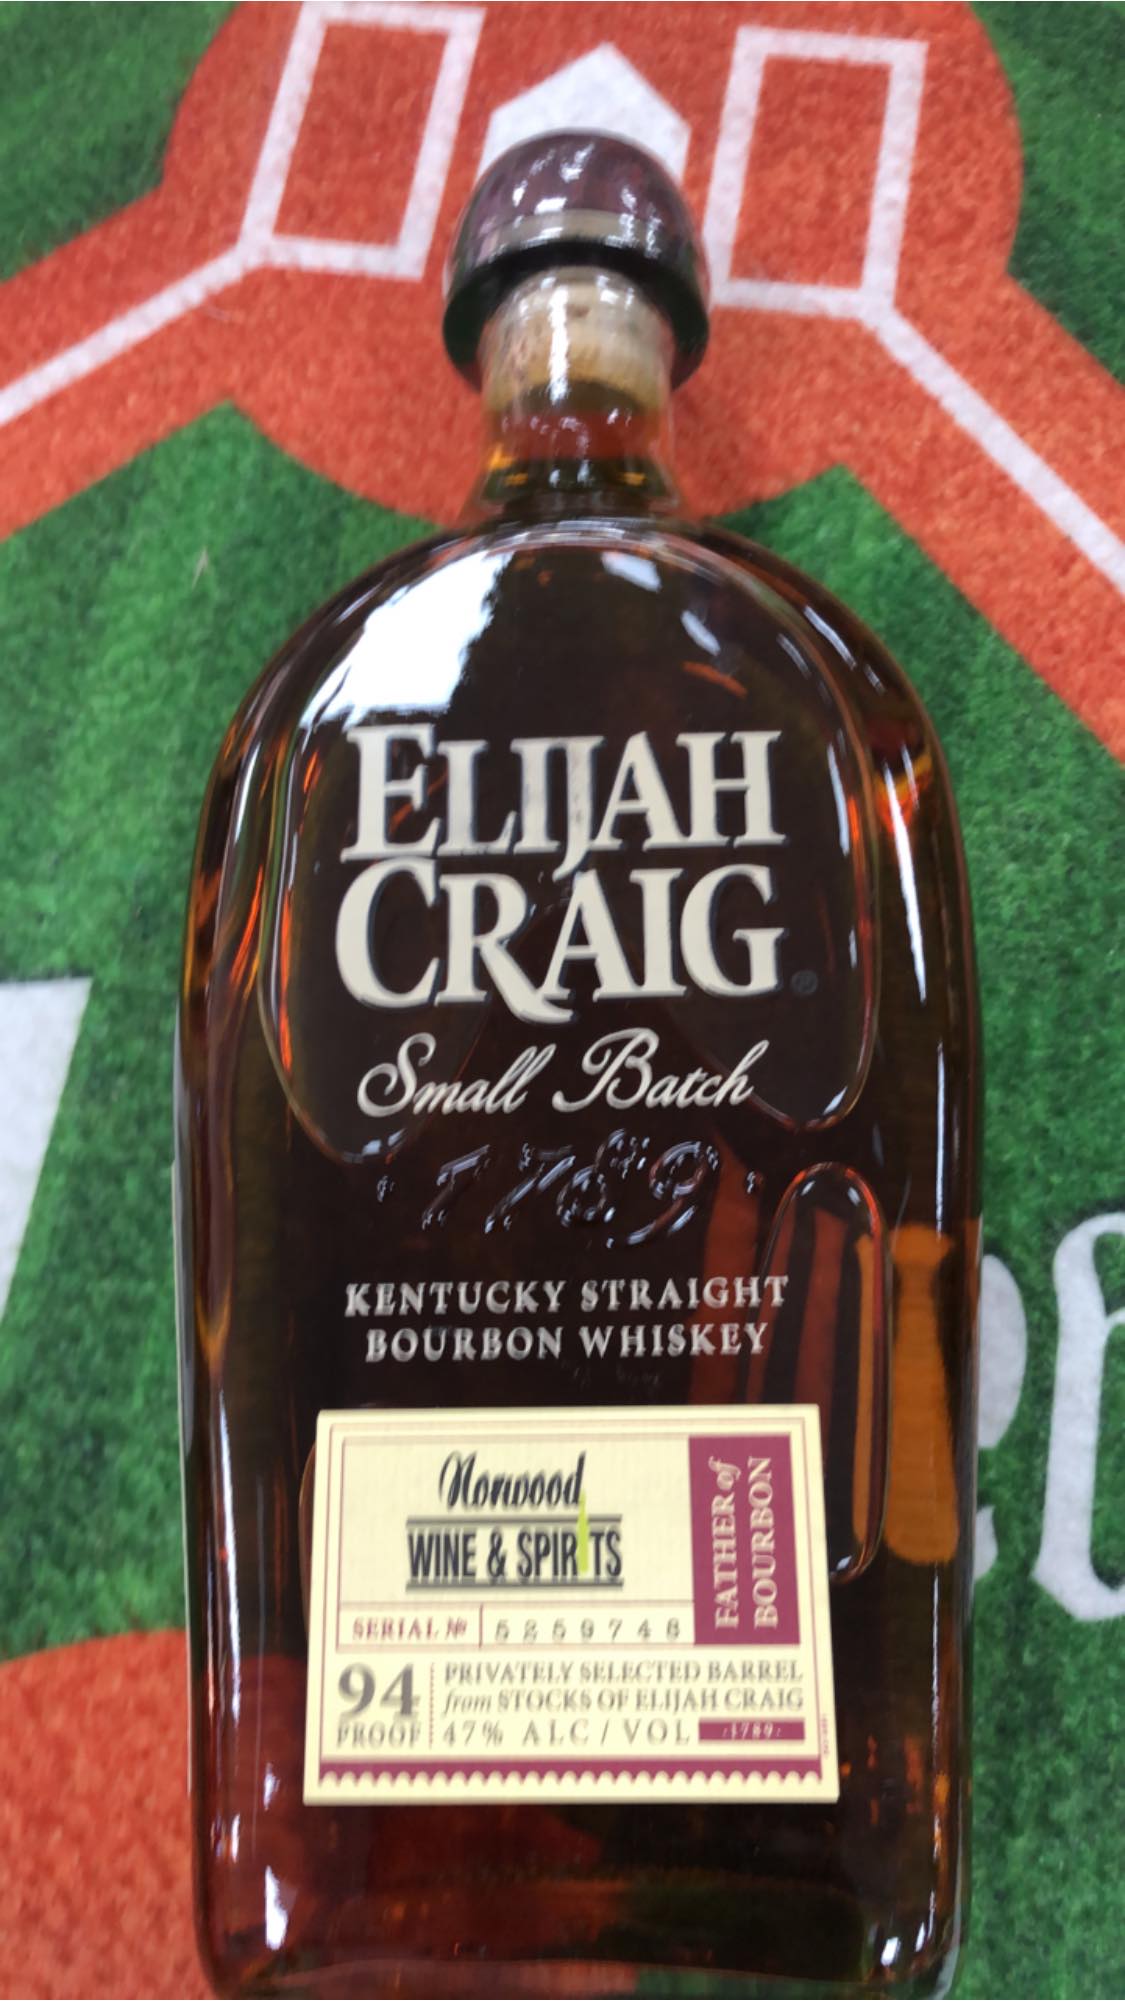 ELIJAH
CRAIG®
Small Batch
1789
KENTUCKY STRAIGHT
BOURBON WHISKEY
Norwood
WINE & SPIRITS
FATHER of
BOURBON
SERIAL Nº 5259748
94
PROOF
PRIVATELY SELECTED BARREL
from STOCKS OF ELIJAH CRAIG
47% ALC/VOL ·1789·